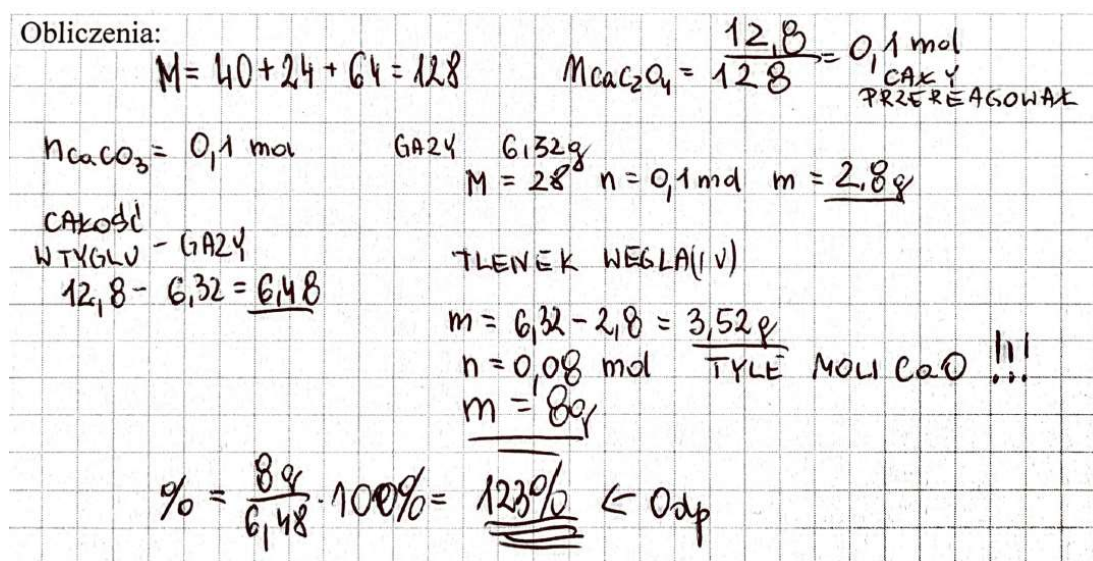 Obliczenia:
M = 40 + 24 + 64 = 128
nCaC2O4 = 12,8 / 128 = 0,1 mol
CAŁY
PRZEREAGOWAŁ
nCaCO3 = 0,1 mol
GAZY 6,32g
M = 28 n = 0,1 mol m = 2,8g
CAŁOŚĆ
W TYGLU - GAZY
12,8 - 6,32 = 6,48
TLENEK WĘGLA(IV)
m = 6,32 - 2,8 = 3,52g
n = 0,08 mol TYLE MOLI CaO !!!
m = 8g
% = 8g / 6,48 · 100% = 123% ← Odp